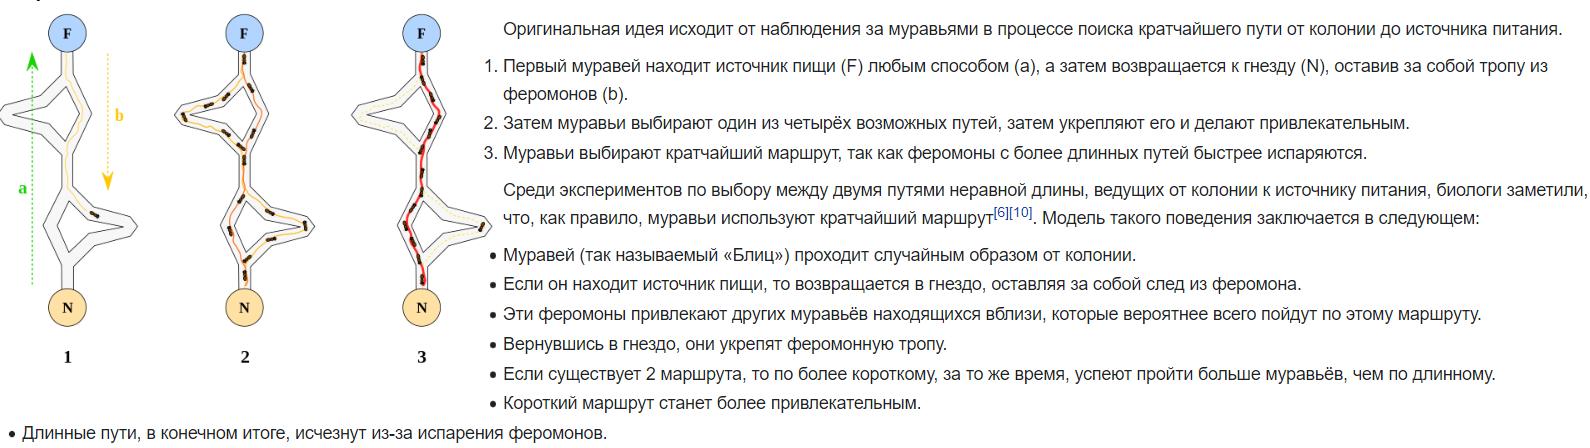 F
F
F
b
a
N
N
N
1
2
3
Оригинальная идея исходит от наблюдения за муравьями в процессе поиска кратчайшего пути от колонии до источника питания.
1. Первый муравей находит источник пищи (F) любым способом (a), а затем возвращается к гнезду (N), оставив за собой тропу из
феромонов (b).
2. Затем муравьи выбирают один из четырёх возможных путей, затем укрепляют его и делают привлекательным.
3. Муравьи выбирают кратчайший маршрут, так как феромоны с более длинных путей быстрее испаряются.
Среди экспериментов по выбору между двумя путями неравной длины, ведущих от колонии к источнику питания, биологи заметили,
что, как правило, муравьи используют кратчайший маршрут[6][10]. Модель такого поведения заключается в следующем:
• Муравей (так называемый «Блиц») проходит случайным образом от колонии.
• Если он находит источник пищи, то возвращается в гнездо, оставляя за собой след из феромона.
• Эти феромоны привлекают других муравьёв находящихся вблизи, которые вероятнее всего пойдут по этому маршруту.
• Вернувшись в гнездо, они укрепят феромонную тропу.
• Если существует 2 маршрута, то по более короткому, за то же время, успеют пройти больше муравьёв, чем по длинному.
• Короткий маршрут станет более привлекательным.
• Длинные пути, в конечном итоге, исчезнут из-за испарения феромонов.